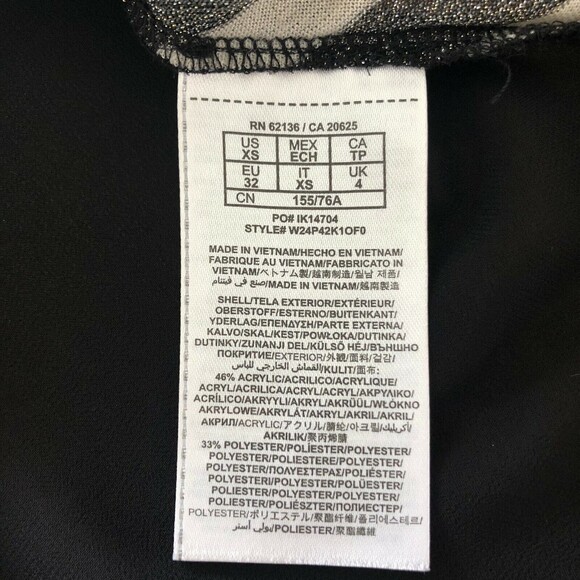 RN 62136 / CA 20625
US XS MEX ECH CA TP
EU 32 IT XS UK 4
CN 155/76A
PO# IK14704
STYLE# W24P42K1OF0
MADE IN VIETNAM/HECHO EN VIETNAM/
FABRIQUE AU VIETNAM/FABBRICATO IN
VIETNAM/ベトナム製/越南制造/월남 제품/
صنع في فيتنام/MADE IN VIETNAM/越南製造
SHELL/TELA EXTERIOR/EXTÉRIEUR/
OBERSTOFF/ESTERNO/BUITENKANT/
YDERLAG/ΕΠΕΝΔΥΣΗ/PARTE EXTERNA/
KALVO/SKAL/KEST/POWŁOKA/DUTINKA/
DUTINKY/ZUNANJI DEL/KÜLSŐ HÉJ/ВЪНШНО
ПОКРИТИЕ/EXTERIOR/外観/面料/겉감/
القماش الخارجي للباس/KULIT/面布:
46% ACRYLIC/ACRILICO/ACRYLIQUE/
ACRYL/ACRILICA/ACRYL/ACRYL/ΑΚΡΥΛΙΚΟ/
ACRÍLICO/AKRYYLI/AKRYL/AKRÜÜL/WŁÓKNO
AKRYLOWE/AKRYLÁT/AKRYL/AKRIL/AKRIL/
АКРИЛ/ACRYLIC/アクリル/腈纶/아크릴/أكريليك/
AKRILIK/聚丙烯腈
33% POLYESTER/POLIÉSTER/POLYESTER/
POLYESTER/POLIESTERE/POLYESTER/
POLYESTER/ΠΟΛΥΕΣΤΕΡΑΣ/POLIÉSTER/
POLYESTERI/POLYESTER/POLÜESTER/
POLIESTER/POLYESTER/POLYESTER/
POLIESTER/POLIÉSZTER/ПОЛИЕСТЕР/
POLYESTER/ポリエステル/聚酯纤维/폴리에스테르/
بولي أستر/POLIESTER/聚酯纖維